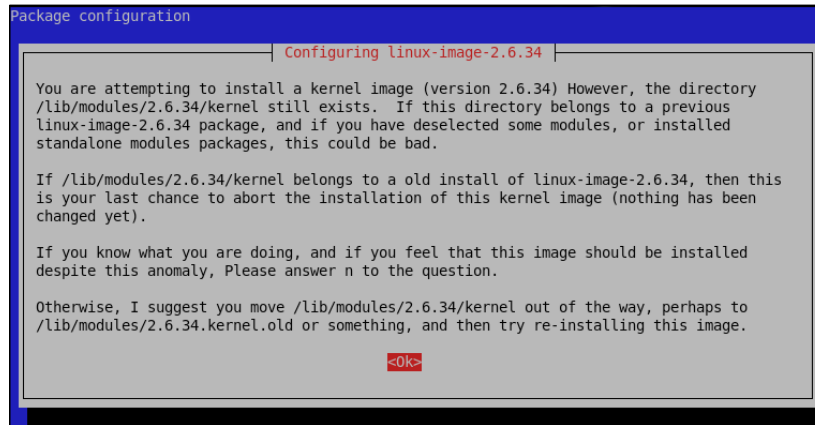 Package configuration
Configuring linux-image-2.6.34
You are attempting to install a kernel image (version 2.6.34) However, the directory
/lib/modules/2.6.34/kernel still exists.  If this directory belongs to a previous
linux-image-2.6.34 package, and if you have deselected some modules, or installed
standalone modules packages, this could be bad.
If /lib/modules/2.6.34/kernel belongs to a old install of linux-image-2.6.34, then this
is your last chance to abort the installation of this kernel image (nothing has been
changed yet).
If you know what you are doing, and if you feel that this image should be installed
despite this anomaly, Please answer n to the question.
Otherwise, I suggest you move /lib/modules/2.6.34/kernel out of the way, perhaps to
/lib/modules/2.6.34.kernel.old or something, and then try re-installing this image.
<Ok>